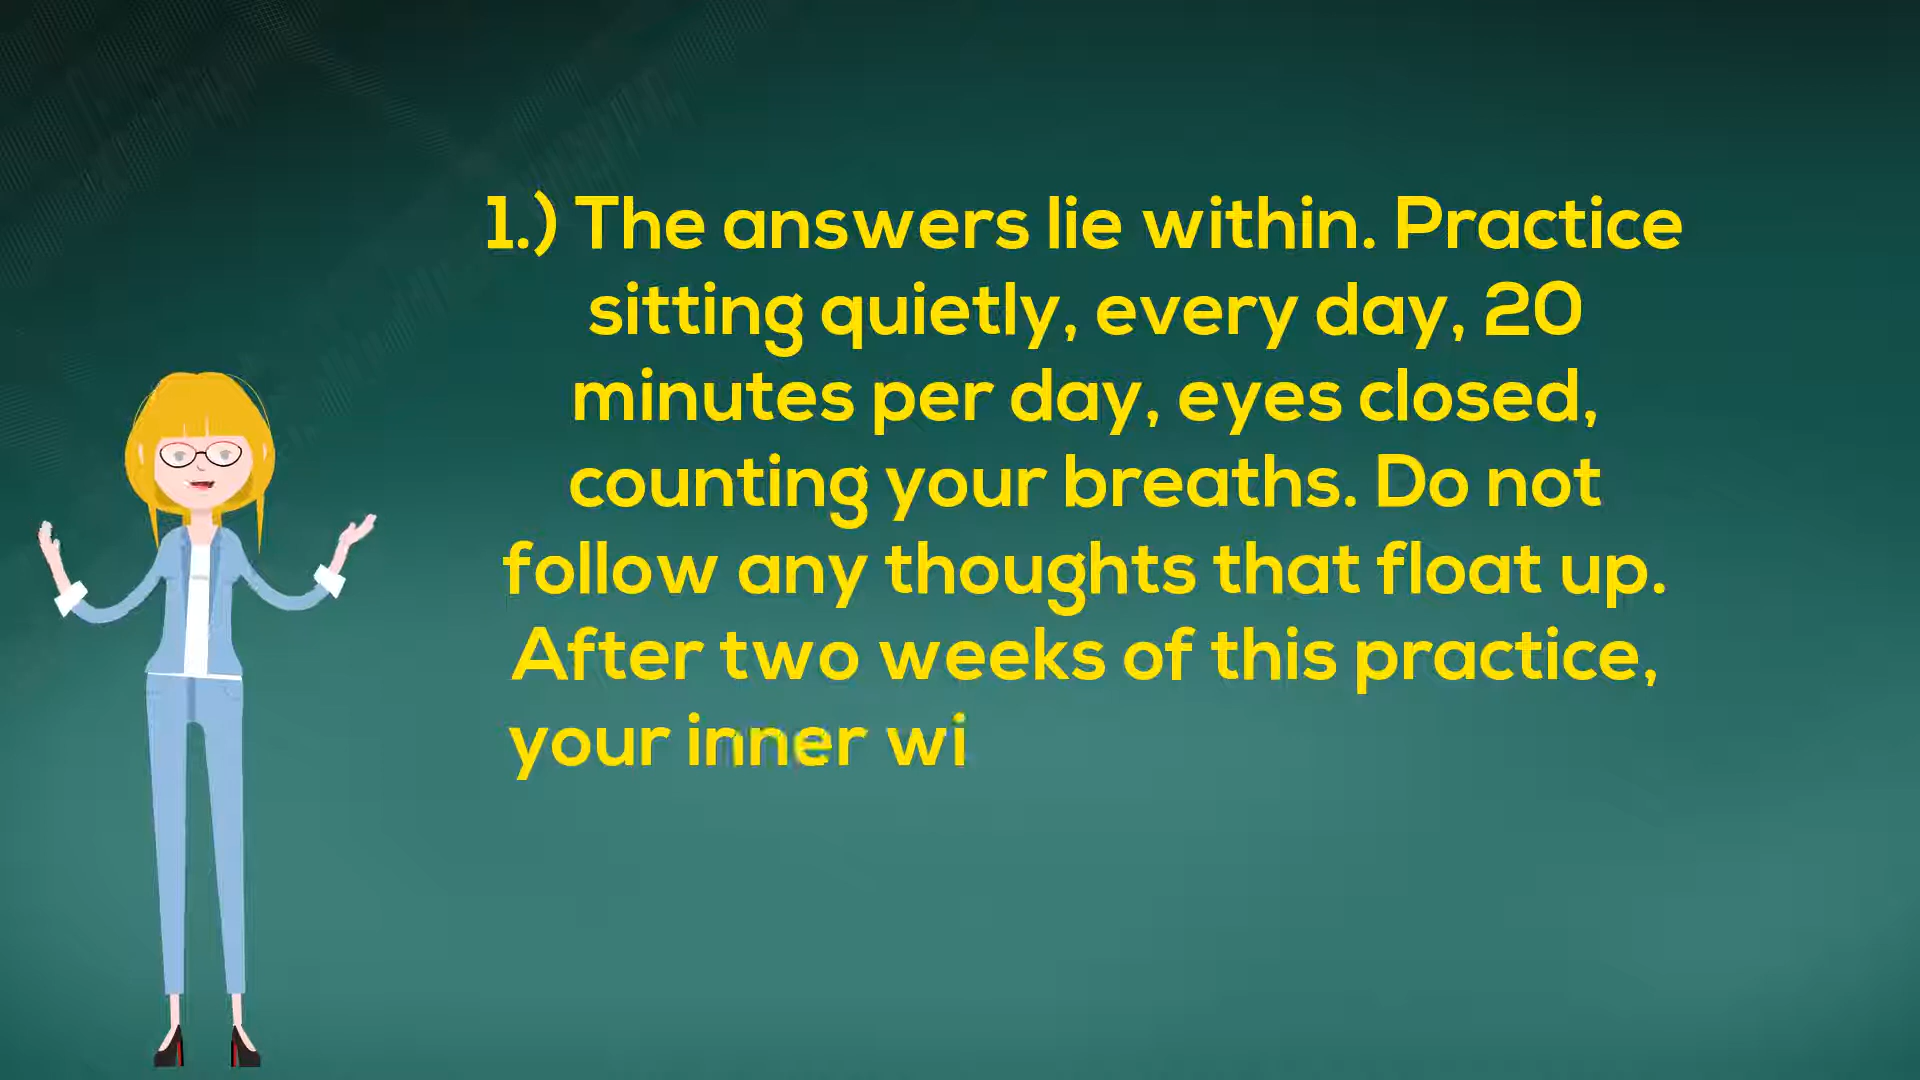 1.) The answers lie within. Practice
sitting quietly, every day, 20
minutes per day, eyes closed,
counting your breaths. Do not
follow any thoughts that float up.
After two weeks of this practice,
your inner wi